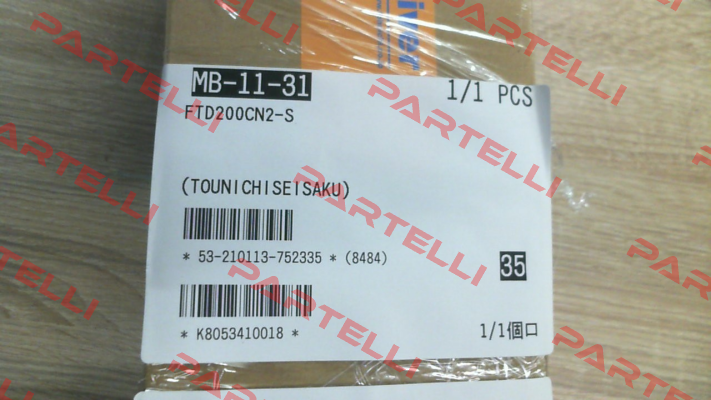 iver
MB-11-31
1/1 PCS
FTD200CN2-S
(TOUNICHISEISAKU)
* 53-210113-752335 * (8484)
35
* K8053410018 *
1/1個口
PARTELLI
PARTELLI
PARTELLI
PARTELLI
PARTELLI
PARTELLI
PARTELLI